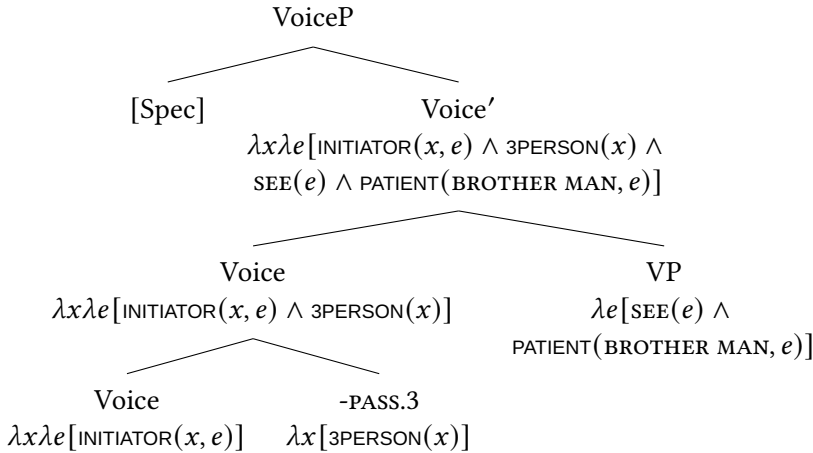 VoiceP
[Spec] Voice′
λxλe[INITIATOR(x, e) ∧ 3PERSON(x) ∧
SEE(e) ∧ PATIENT(BROTHER MAN, e)]
Voice VP
λxλe[INITIATOR(x, e) ∧ 3PERSON(x)] λe[SEE(e) ∧
PATIENT(BROTHER MAN, e)]
Voice -PASS.3
λxλe[INITIATOR(x, e)] λx[3PERSON(x)]